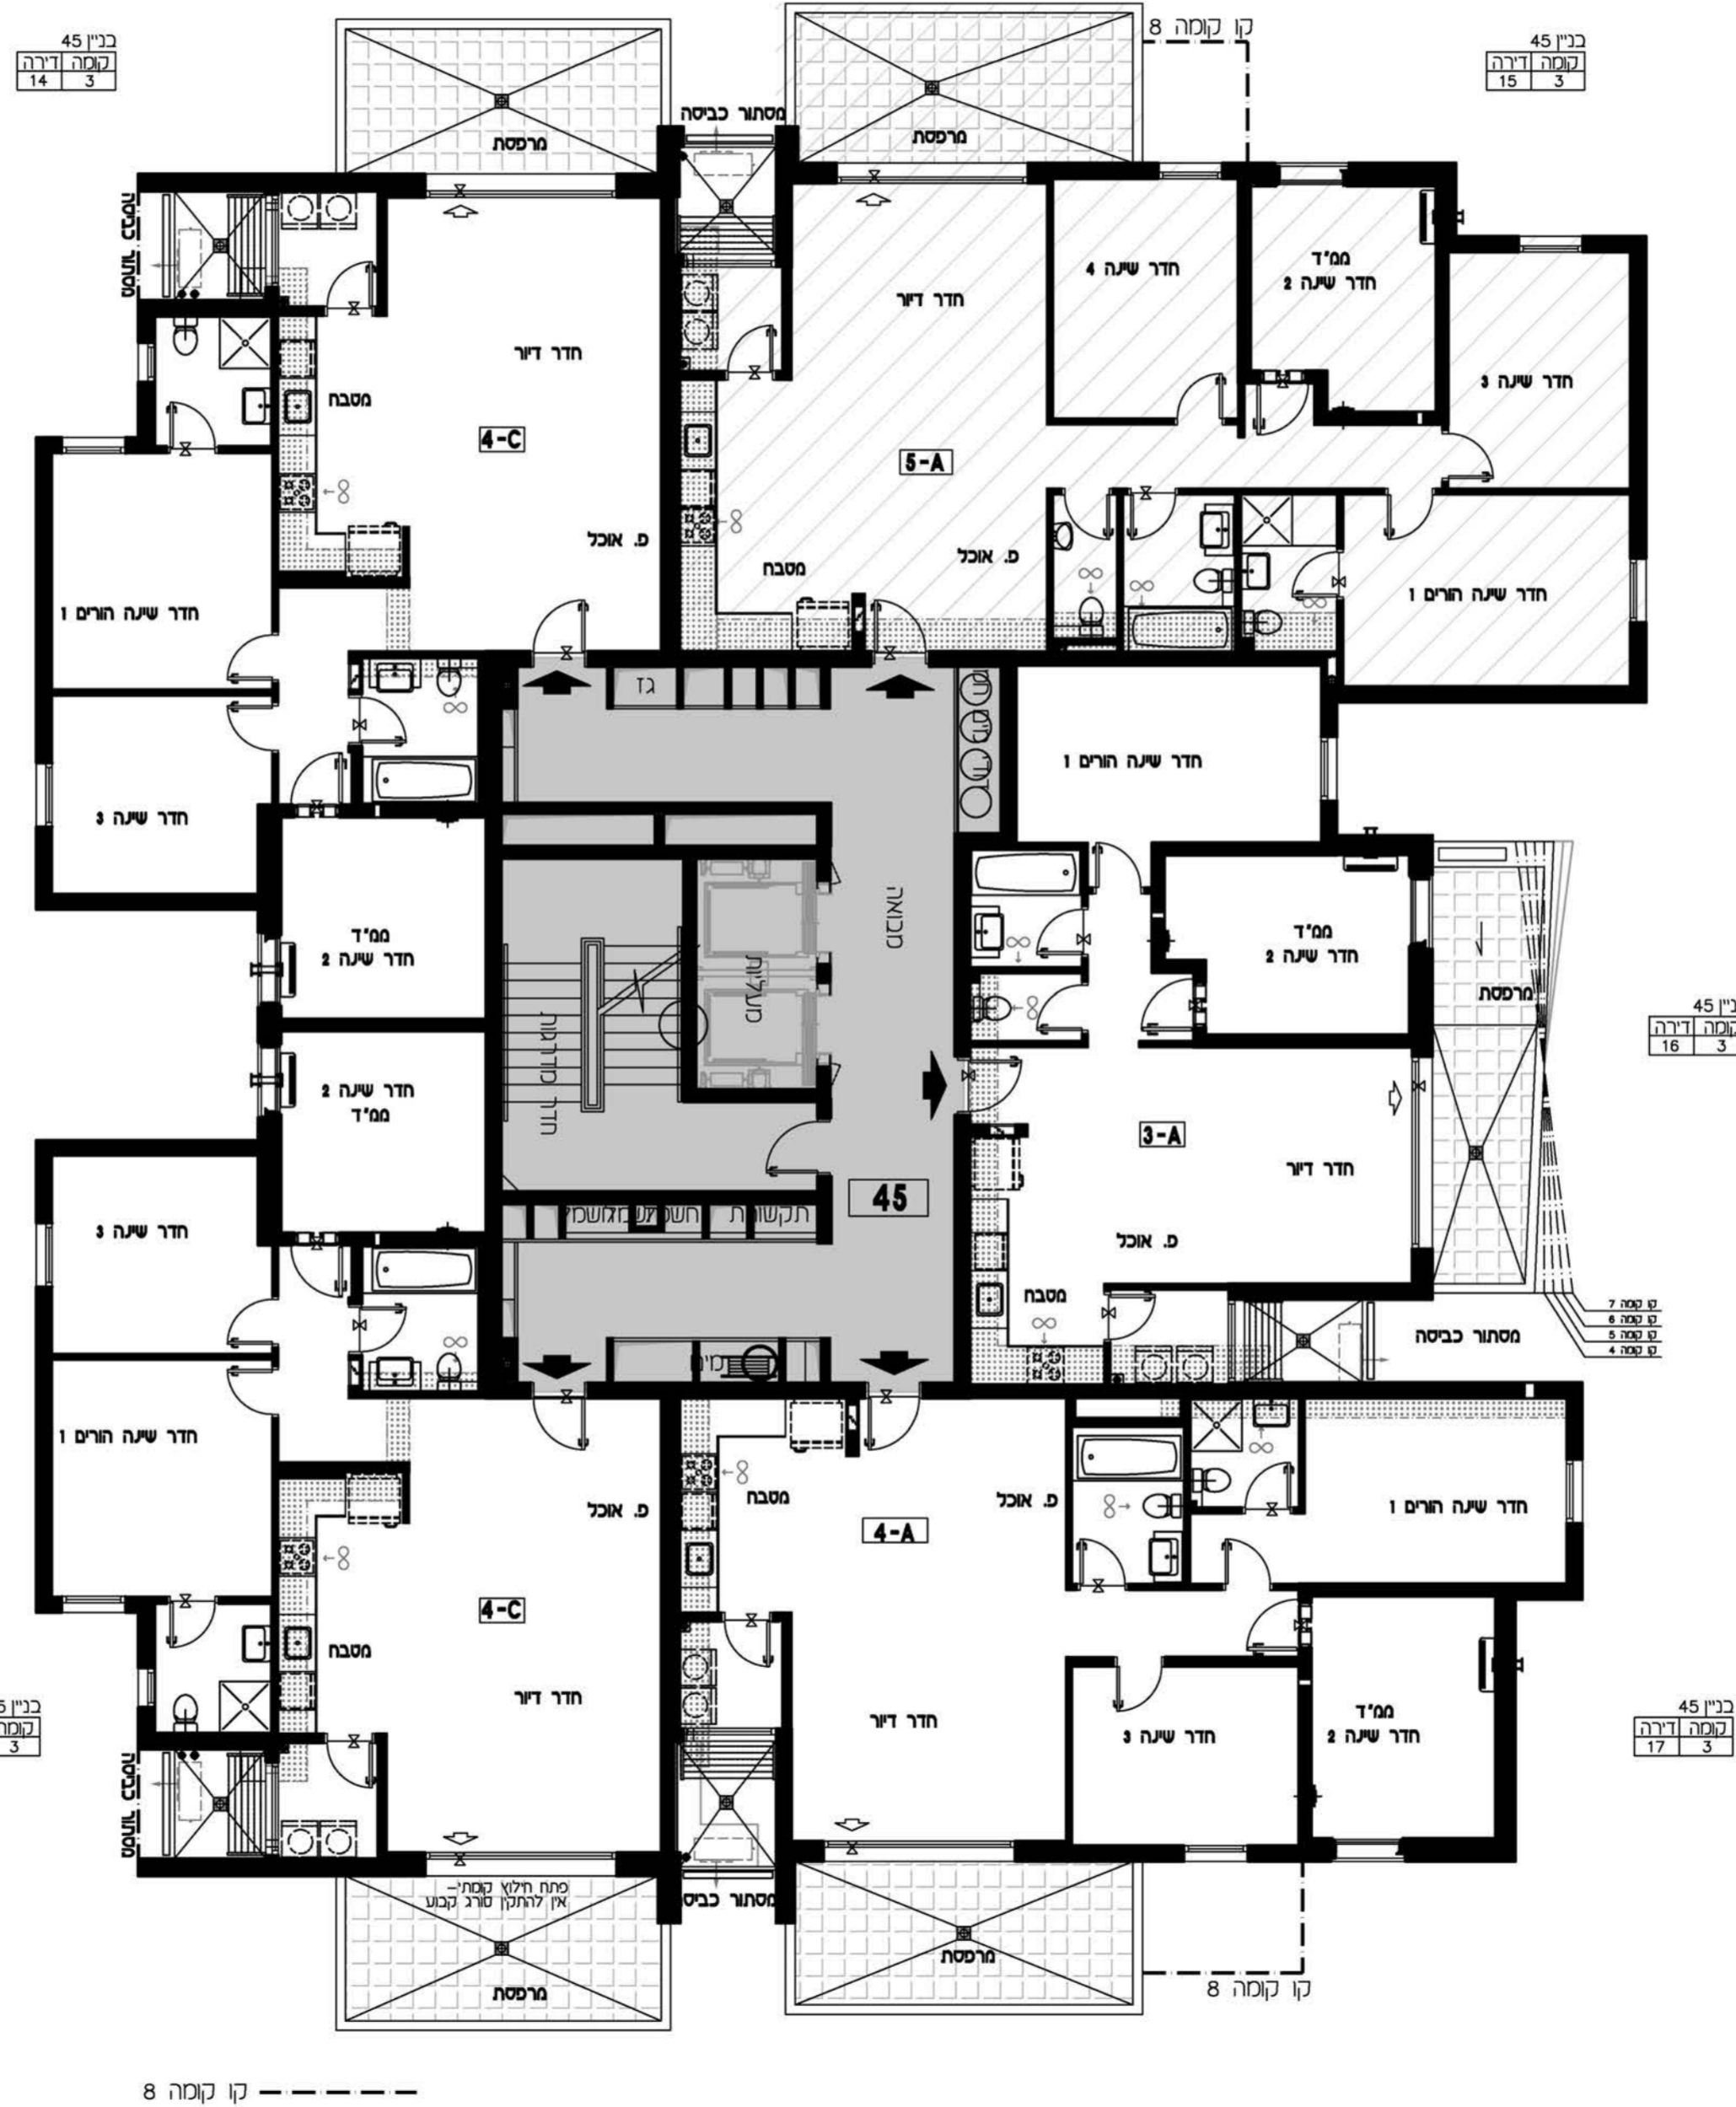 בניין 45
קומה דירה
3 14
קו קומה 8
בניין 45
קומה דירה
3 15
מסתור כביסה
מרפסת
מרפסת
מסתור כביסה
חדר דיור
מסבח
4-C
פ. אוכל
חדר שינה הורים 1
חדר שינה 3
ממ"ד
חדר שינה 2
חדר דיור
חדר שינה 4
ממ"ד
חדר שינה 2
חדר שינה 3
5-A
פ. אוכל
מטבח
חדר שינה הורים 1
גז
מבואה
מעליות
חדר מדרגות
45
תקשורת
מים
חדר שינה הורים 1
ממ"ד
חדר שינה 2
מרפסת
3-A
חדר דיור
פ. אוכל
מטבח
מסתור כביסה
קו קומה 7
קו קומה 6
קו קומה 5
קו קומה 4
קומה דירה
3 16
חדר שינה 2
ממ"ד
חדר שינה 3
חדר שינה הורים 1
פ. אוכל
4-C
מטבח
חדר דיור
מסתור כביסה
פתח חילוץ קומתי-
אין להתקין סורג קבוע
מרפסת
מטבח
פ. אוכל
4-A
חדר שינה הורים 1
חדר דיור
חדר שינה 3
ממ"ד
חדר שינה 2
מסתור כביסה
מרפסת
קו קומה 8
בניין 45
קומה דירה
3 17
קומה
3
קו קומה 8